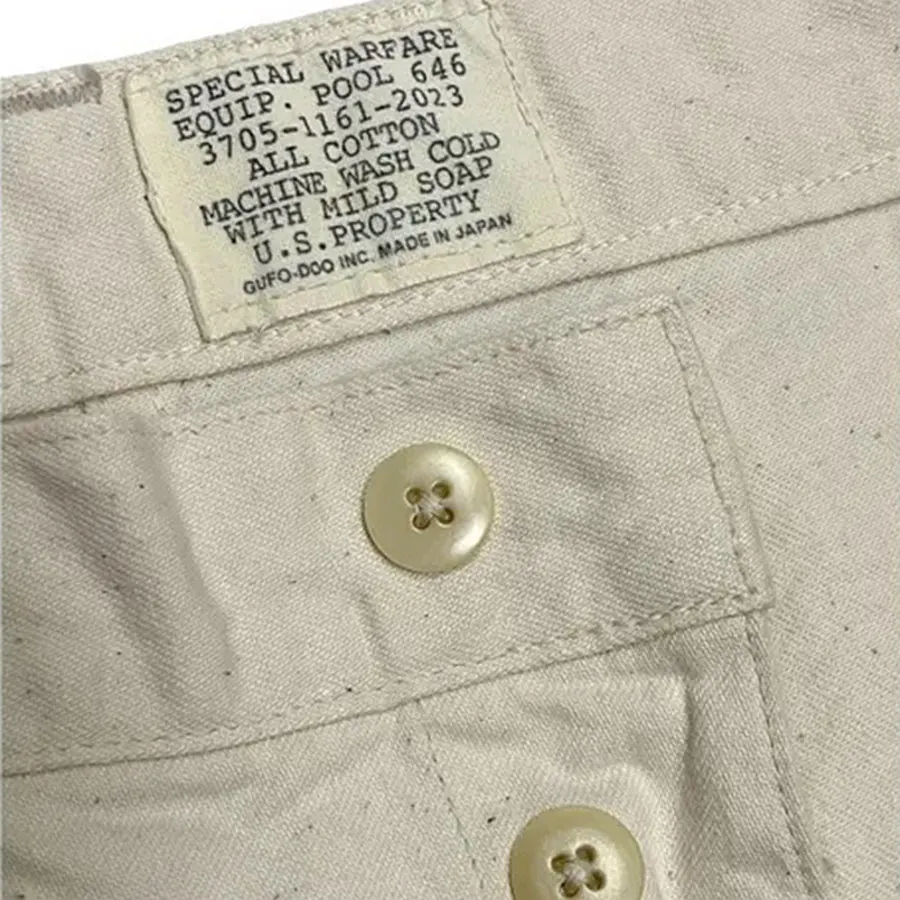 SPECIAL WARFARE
EQUIP. POOL 646
3705-1161-2023
ALL COTTON
MACHINE WASH COLD
WITH MILD SOAP
U.S.PROPERTY
GUFO-DOO INC. MADE IN JAPAN